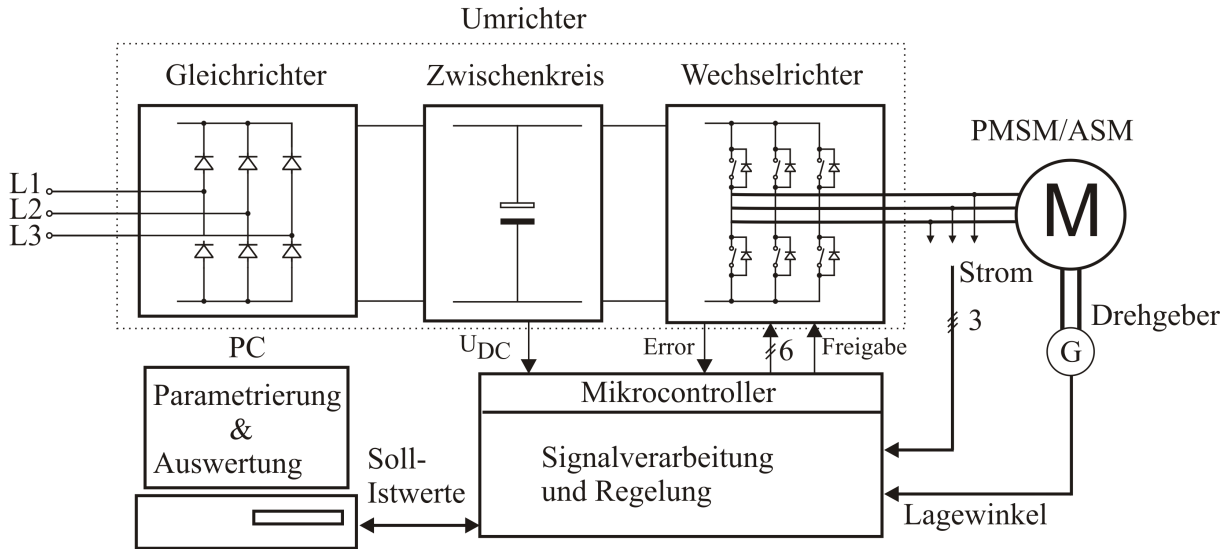 Umrichter
Gleichrichter
Zwischenkreis
Wechselrichter
PMSM/ASM
L1
L2
L3
M
Strom
3
Drehgeber
G
PC
U_DC
Error
6
Freigabe
Parametrierung
&
Auswertung
Mikrocontroller
Signalverarbeitung
und Regelung
Soll-
Istwerte
Lagewinkel